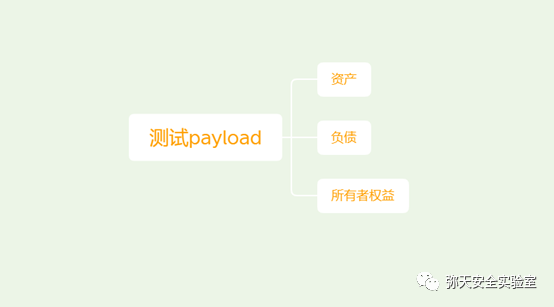 资产
测试payload
负债
所有者权益
弥天安全实验室